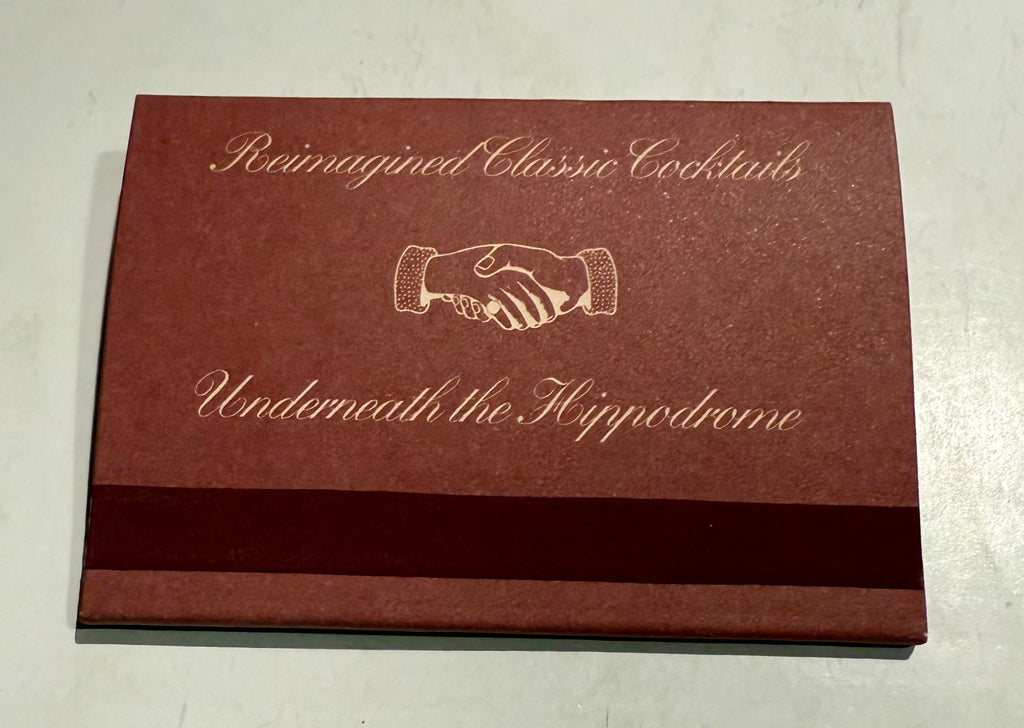 Reimagined Classic Cocktails
Underneath the Hippodrome